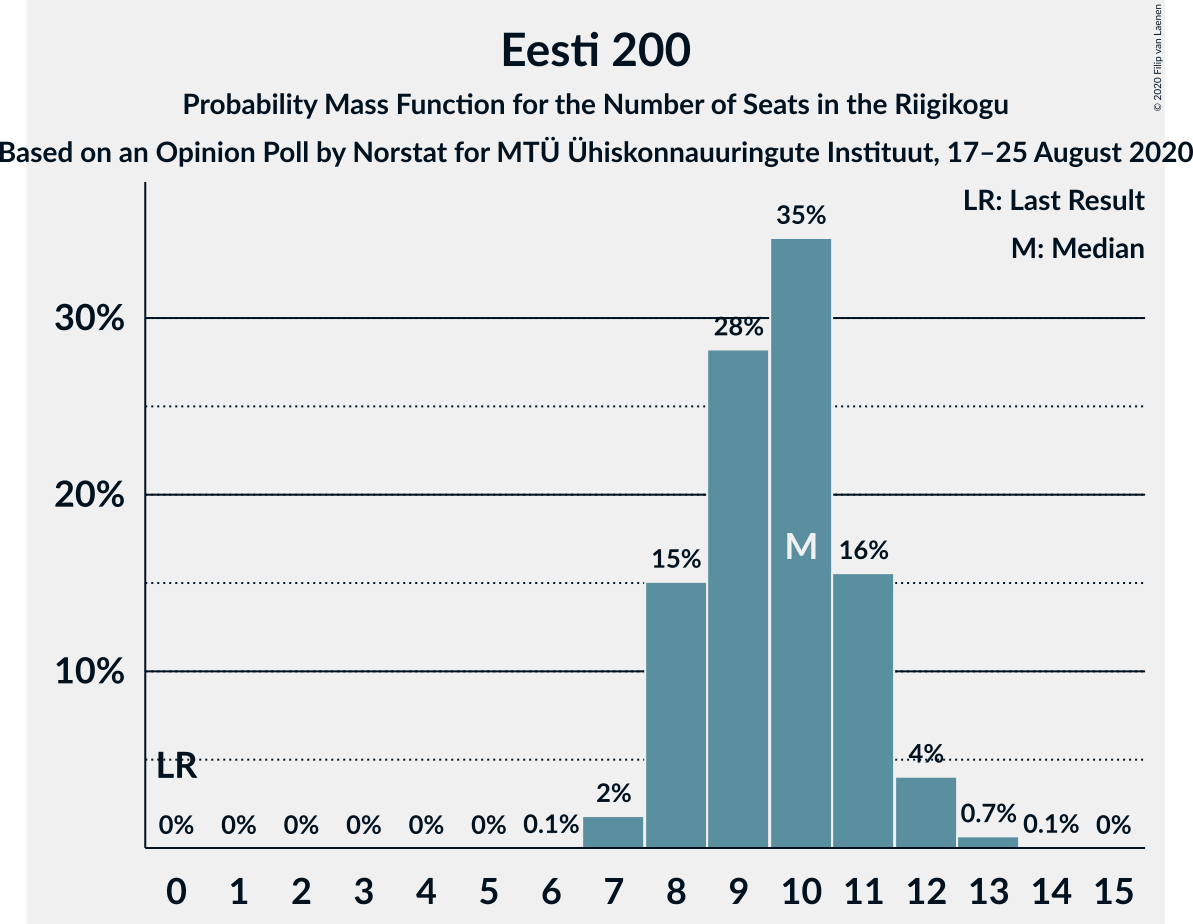 Eesti 200
Probability Mass Function for the Number of Seats in the Riigikogu
Based on an Opinion Poll by Norstat for MTÜ Ühiskonnauuringute Instituut, 17–25 August 2020
© 2020 Filip van Laenen
LR: Last Result
M: Median
35%
30%
28%
20%
M
16%
15%
10%
LR
4%
2%
0.7%
0% 0% 0% 0% 0% 0% 0.1% 0.1% 0%
0 1 2 3 4 5 6 7 8 9 10 11 12 13 14 15